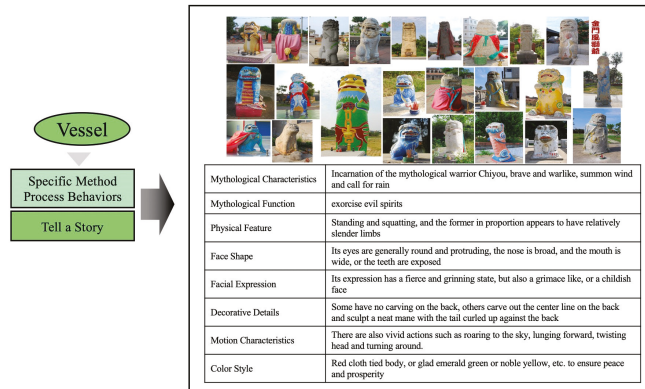 Vessel
Specific Method
Process Behaviors
Tell a Story
金門風獅爺
Mythological Characteristics
Incarnation of the mythological warrior Chiyou, brave and warlike, summon wind
and call for rain
Mythological Function
exorcise evil spirits
Physical Feature
Standing and squatting, and the former in proportion appears to have relatively
slender limbs
Face Shape
Its eyes are generally round and protruding, the nose is broad, and the mouth is
wide, or the teeth are exposed
Facial Expression
Its expression has a fierce and grinning state, but also a grimace like, or a childish
face
Decorative Details
Some have no carving on the back, others carve out the center line on the back
and sculpt a neat mane with the tail curled up against the back
Motion Characteristics
There are also vivid actions such as roaring to the sky, lunging forward, twisting
head and turning around.
Color Style
Red cloth tied body, or glad emerald green or noble yellow, etc. to ensure peace
and prosperity